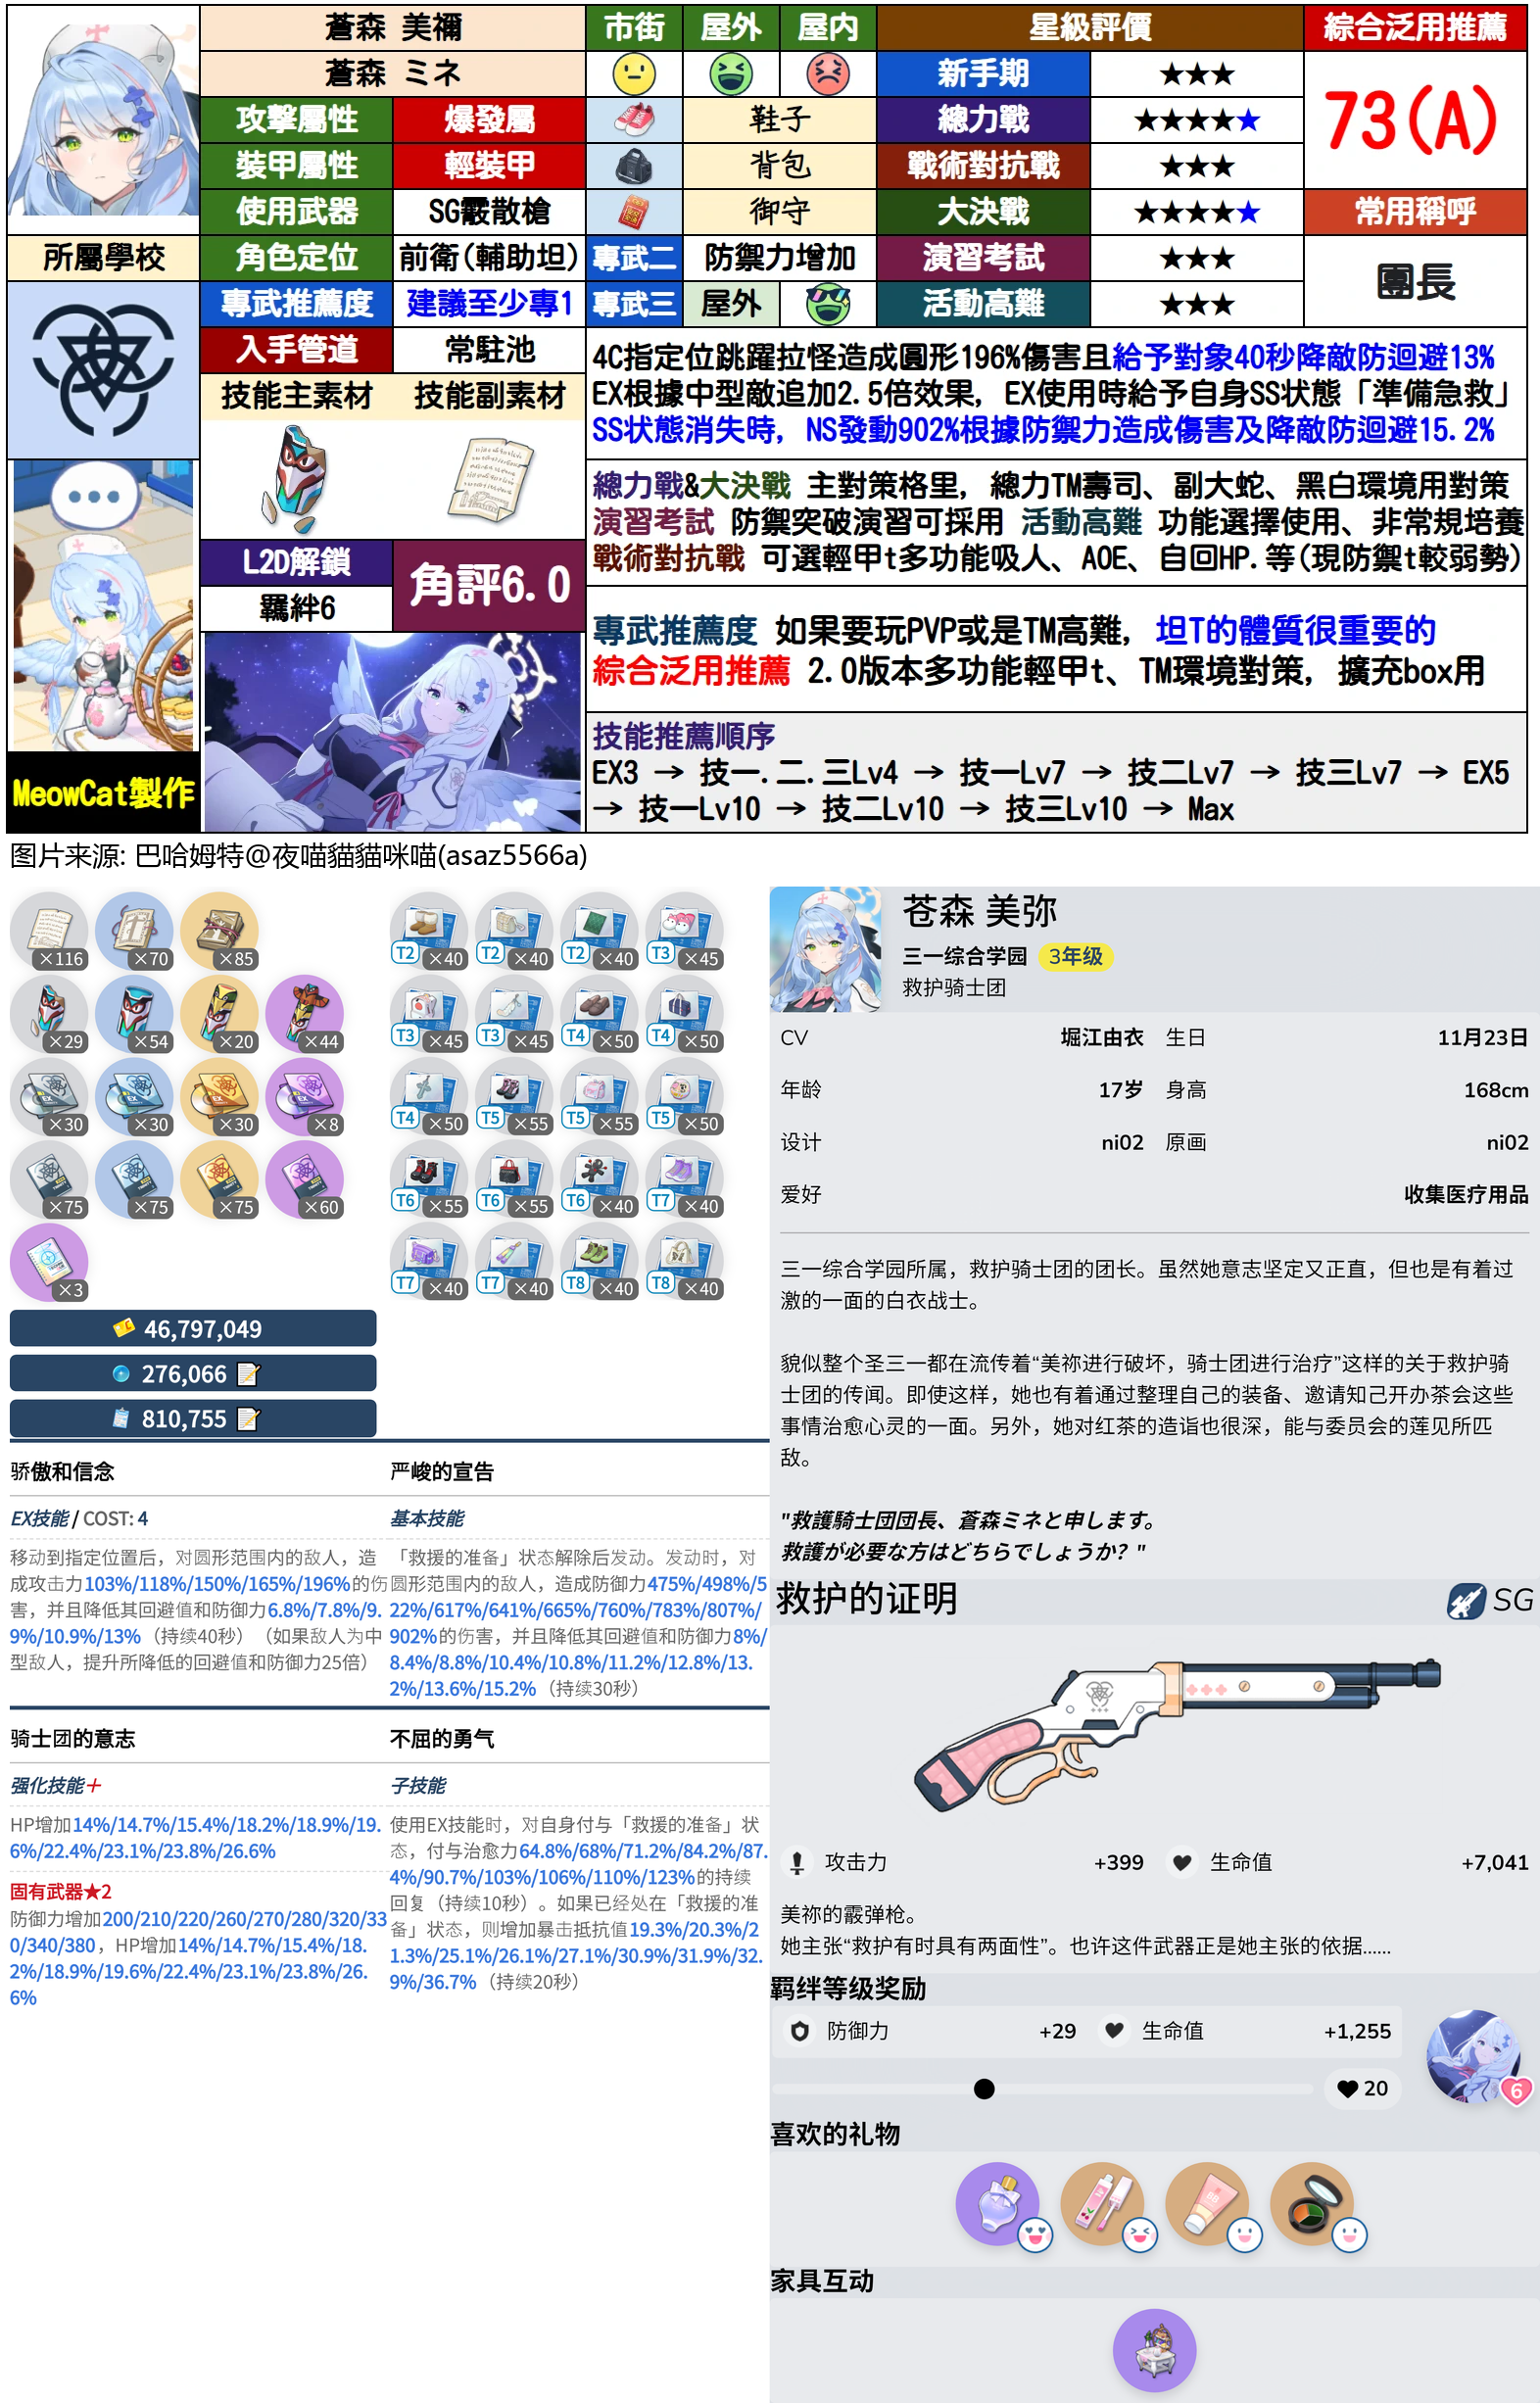 蒼森 美禰
市街 屋外 屋内
星級評價
綜合泛用推薦
蒼森 ミネ
新手期 ★★★
73(A)
攻擊屬性 爆發屬
鞋子
總力戰 ★★★★★
裝甲屬性 輕裝甲
背包
戰術對抗戰 ★★★
使用武器 SG霰散槍
御守
大決戰 ★★★★★
常用稱呼
所屬學校
角色定位 前衛(輔助坦)
專武二 防禦力增加
演習考試 ★★★
團長
專武推薦度 建議至少專1
專武三 屋外
活動高難 ★★★
入手管道 常駐池
技能主素材 技能副素材
4C指定位跳躍拉怪造成圓形196%傷害且給予對象40秒降敵防迴避13%
EX根據中型敵追加2.5倍效果, EX使用時給予自身SS状態「準備急救」
SS状態消失時, NS發動902%根據防禦力造成傷害及降敵防迴避15.2%
總力戰&大決戰 主對策格里, 總力TM壽司、副大蛇、黑白環境用對策
演習考試 防禦突破演習可採用 活動高難 功能選擇使用、非常規培養
戰術對抗戰 可選輕甲t多功能吸人、AOE、自回HP.等(現防禦t較弱勢)
L2D解鎖
羈絆6
角評6.0
專武推薦度 如果要玩PVP或是TM高難, 坦T的體質很重要的
綜合泛用推薦 2.0版本多功能輕甲t、TM環境對策, 擴充box用
技能推薦順序
EX3 → 技一.二.三Lv4 → 技一Lv7 → 技二Lv7 → 技三Lv7 → EX5
→ 技一Lv10 → 技二Lv10 → 技三Lv10 → Max
MeowCat製作
图片来源: 巴哈姆特@夜喵貓貓咪喵(asaz5566a)
×116 ×70 ×85
×29 ×54 ×20 ×44
×30 ×30 ×30 ×8
×75 ×75 ×75 ×60
×3
T2 ×40 T2 ×40 T2 ×40 T3 ×45
T3 ×45 T3 ×45 T4 ×50 T4 ×50
T4 ×50 T5 ×55 T5 ×55 T5 ×50
T6 ×55 T6 ×55 T6 ×40 T7 ×40
T7 ×40 T7 ×40 T8 ×40 T8 ×40
46,797,049
276,066
810,755
骄傲和信念
EX技能 / COST: 4
移动到指定位置后，对圆形范围内的敌人，造
成攻击力103%/118%/150%/165%/196%的伤
害，并且降低其回避值和防御力6.8%/7.8%/9.
9%/10.9%/13%（持续40秒）（如果敌人为中
型敌人，提升所降低的回避值和防御力25倍）
严峻的宣告
基本技能
「救援的准备」状态解除后发动。发动时，对
圆形范围内的敌人，造成防御力475%/498%/5
22%/617%/641%/665%/760%/783%/807%/
902%的伤害，并且降低其回避值和防御力8%/
8.4%/8.8%/10.4%/10.8%/11.2%/12.8%/13.
2%/13.6%/15.2%（持续30秒）
骑士团的意志
强化技能＋
HP增加14%/14.7%/15.4%/18.2%/18.9%/19.
6%/22.4%/23.1%/23.8%/26.6%
固有武器★2
防御力增加200/210/220/260/270/280/320/33
0/340/380，HP增加14%/14.7%/15.4%/18.
2%/18.9%/19.6%/22.4%/23.1%/23.8%/26.
6%
不屈的勇气
子技能
使用EX技能时，对自身付与「救援的准备」状
态，付与治愈力64.8%/68%/71.2%/84.2%/87.
4%/90.7%/103%/106%/110%/123%的持续
回复（持续10秒）。如果已经处在「救援的准
备」状态，则增加暴击抵抗值19.3%/20.3%/2
1.3%/25.1%/26.1%/27.1%/30.9%/31.9%/32.
9%/36.7%（持续20秒）
苍森 美弥
三一综合学园 3年级
救护骑士团
CV 堀江由衣 生日 11月23日
年龄 17岁 身高 168cm
设计 ni02 原画 ni02
爱好 收集医疗用品
三一综合学园所属，救护骑士团的团长。虽然她意志坚定又正直，但也是有着过
激的一面的白衣战士。
貌似整个圣三一都在流传着“美祢进行破坏，骑士团进行治疗”这样的关于救护骑
士团的传闻。即使这样，她也有着通过整理自己的装备、邀请知己开办茶会这些
事情治愈心灵的一面。另外，她对红茶的造诣也很深，能与委员会的莲见所匹
敌。
"救護騎士団団長、蒼森ミネと申します。
救護が必要な方はどちらでしょうか？"
救护的证明 SG
攻击力 +399 生命值 +7,041
美祢的霰弹枪。
她主张“救护有时具有两面性”。也许这件武器正是她主张的依据......
羁绊等级奖励
防御力 +29 生命值 +1,255
20
6
喜欢的礼物
家具互动